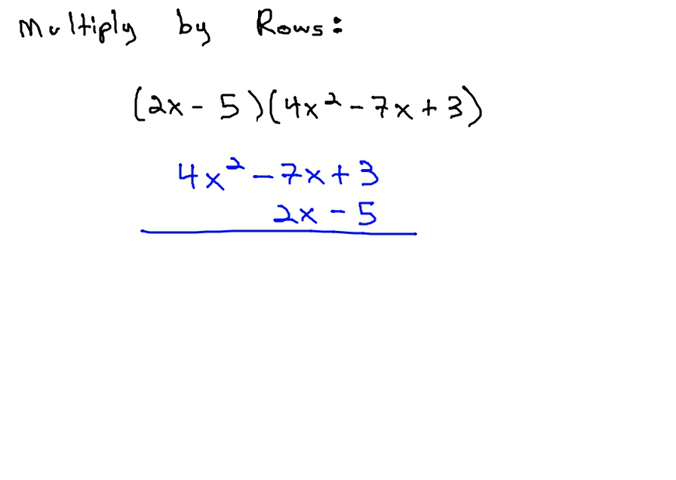 Multiply by Rows:
(2x - 5)(4x² - 7x + 3)
4x² - 7x + 3
2x - 5